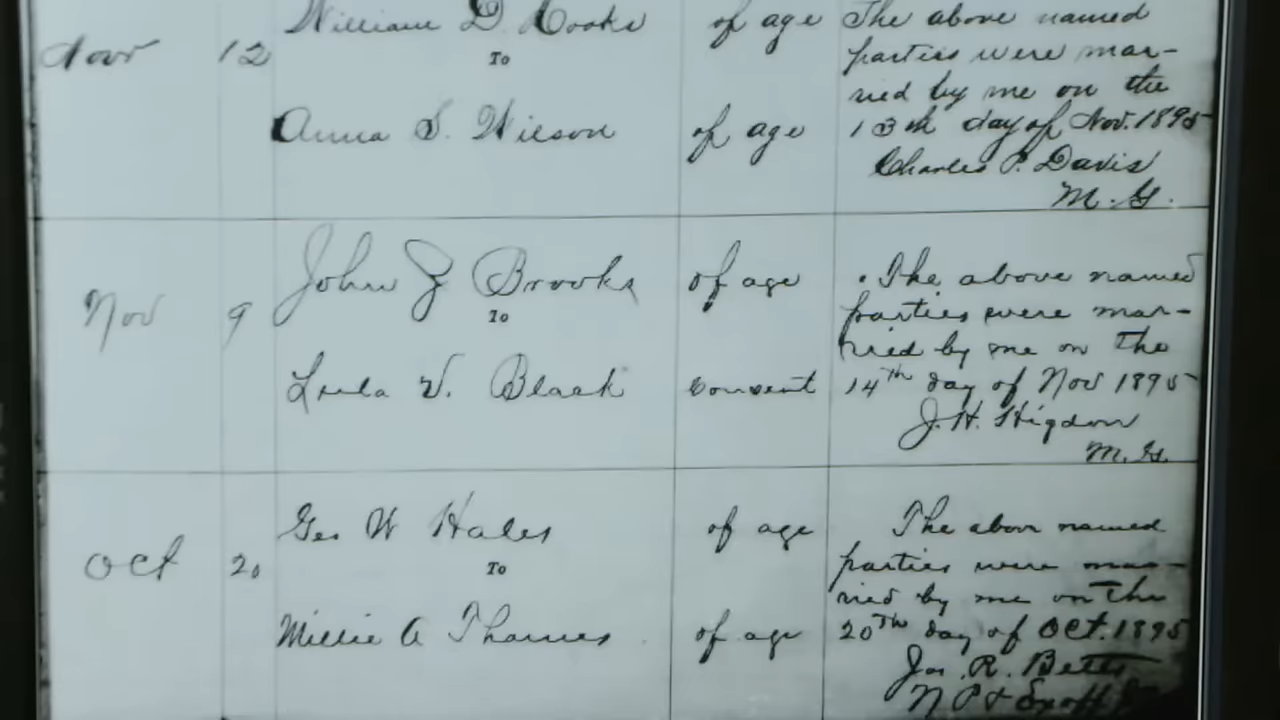 Nov 12 William D. Cooks of age The above named
To parties were mar-
ried by me on the
Anna S. Wilson of age 13th day of Nov. 1895
Charles P. Davis
M. G.
Nov 9 John J Brooks of age The above named
To parties were mar-
ried by me on the
Lula V. Black Consent 14th day of Nov 1895
J. H. Higdon
M. G.
Oct 20 Geo W Hales of age The above named
To parties were mar-
ried by me on the
Millie A Thames of age 20th day of Oct. 1895
Jas. R. Betts
N P & Exoff